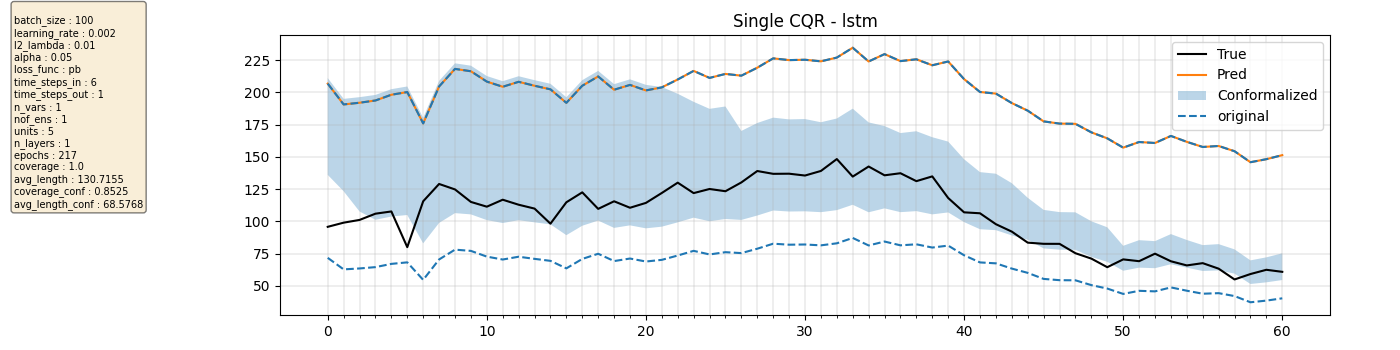 batch_size : 100
learning_rate : 0.002
l2_lambda : 0.01
alpha : 0.05
loss_func : pb
time_steps_in : 6
time_steps_out : 1
n_vars : 1
nof_ens : 1
units : 5
n_layers : 1
epochs : 217
coverage : 1.0
avg_length : 130.7155
coverage_conf : 0.8525
avg_length_conf : 68.5768
Single CQR - lstm
225
200
175
150
125
100
75
50
0 10 20 30 40 50 60
True
Pred
Conformalized
original